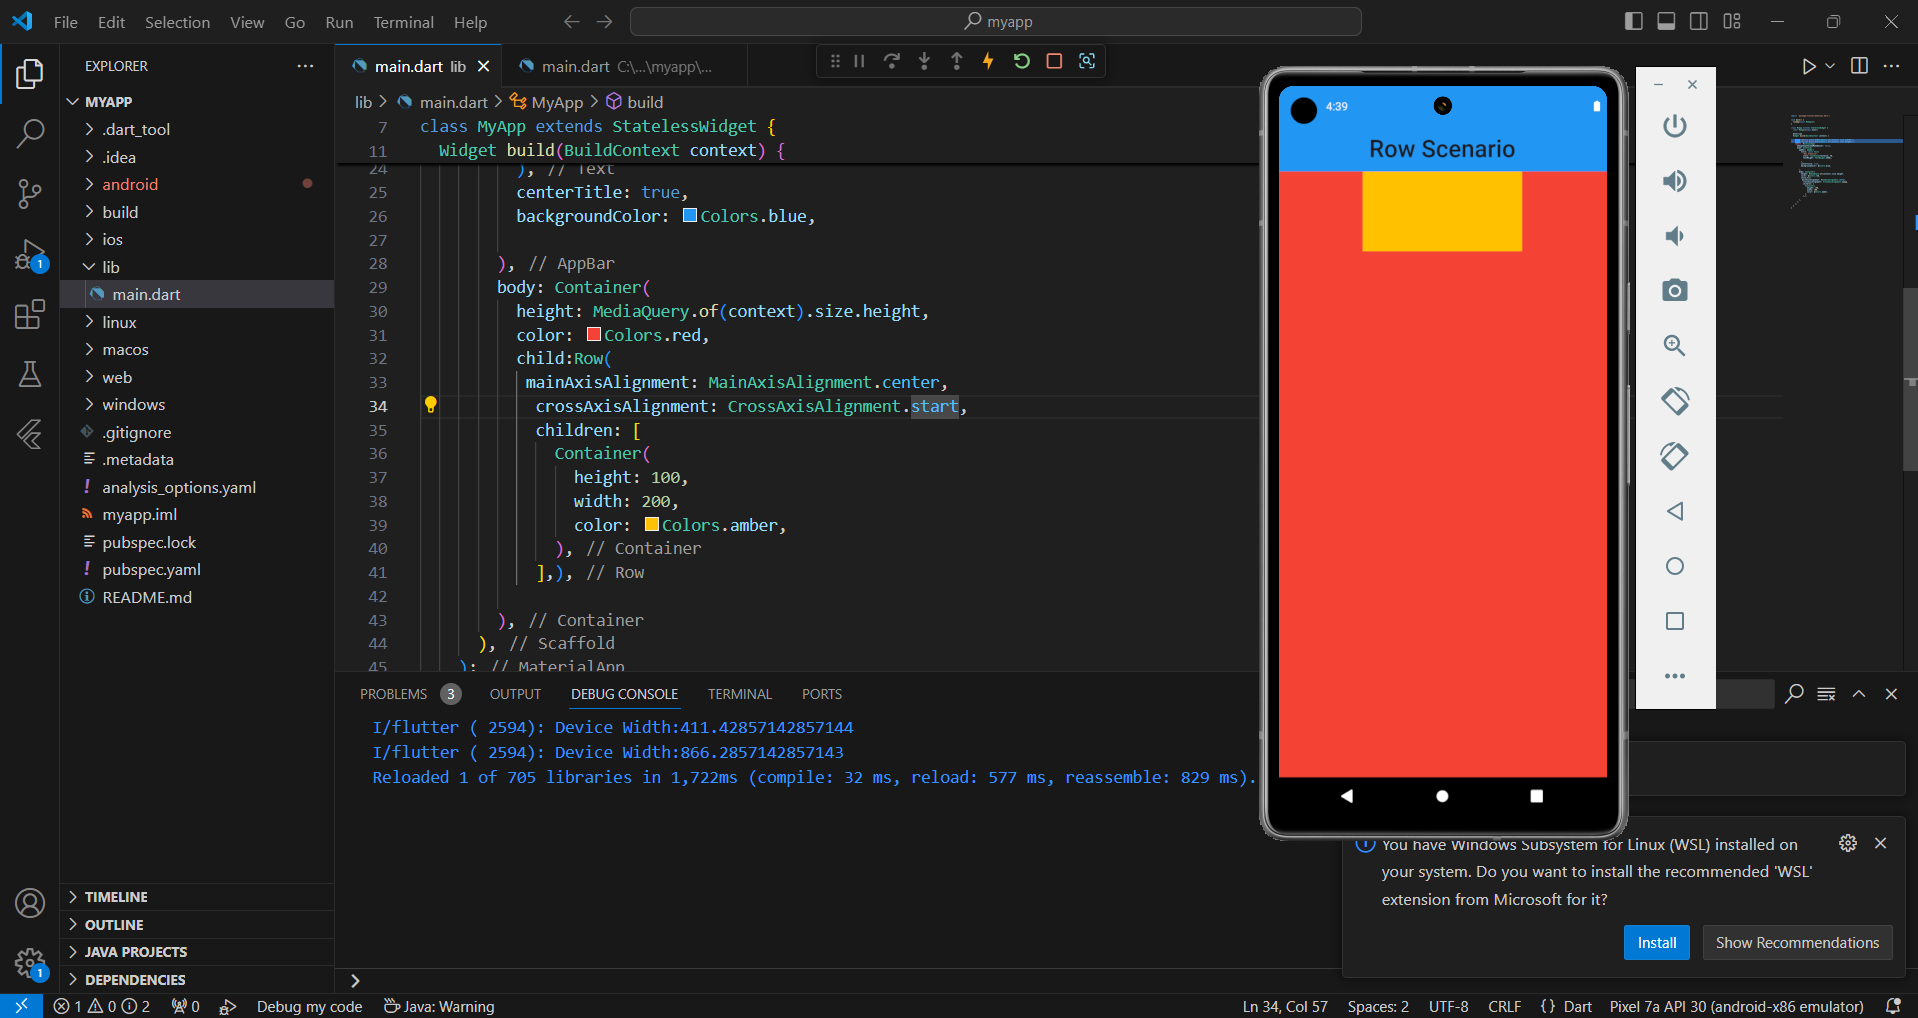 File Edit Selection View Go Run Terminal Help
myapp
EXPLORER
MYAPP
.dart_tool
.idea
android
build
ios
lib
main.dart
linux
macos
web
windows
.gitignore
.metadata
analysis_options.yaml
myapp.iml
pubspec.lock
pubspec.yaml
README.md
TIMELINE
OUTLINE
JAVA PROJECTS
DEPENDENCIES
main.dart lib
main.dart C:\...\myapp\...
lib > main.dart > MyApp > build
7 class MyApp extends StatelessWidget {
11 Widget build(BuildContext context) {
24 ), // Text
25 centerTitle: true,
26 backgroundColor: Colors.blue,
27
28 ), // AppBar
29 body: Container(
30 height: MediaQuery.of(context).size.height,
31 color: Colors.red,
32 child:Row(
33 mainAxisAlignment: MainAxisAlignment.center,
34 crossAxisAlignment: CrossAxisAlignment.start,
35 children: [
36 Container(
37 height: 100,
38 width: 200,
39 color: Colors.amber,
40 ), // Container
41 ],), // Row
42
43 ), // Container
44 ), // Scaffold
45 ); // MaterialApp
4:39
Row Scenario
PROBLEMS 3 OUTPUT DEBUG CONSOLE TERMINAL PORTS
I/flutter ( 2594): Device Width:411.42857142857144
I/flutter ( 2594): Device Width:866.2857142857143
Reloaded 1 of 705 libraries in 1,722ms (compile: 32 ms, reload: 577 ms, reassemble: 829 ms).
You have Windows Subsystem for Linux (WSL) installed on
your system. Do you want to install the recommended 'WSL'
extension from Microsoft for it?
Install Show Recommendations
1
1
1 0 2 0 Debug my code Java: Warning Ln 34, Col 57 Spaces: 2 UTF-8 CRLF {} Dart Pixel 7a API 30 (android-x86 emulator)